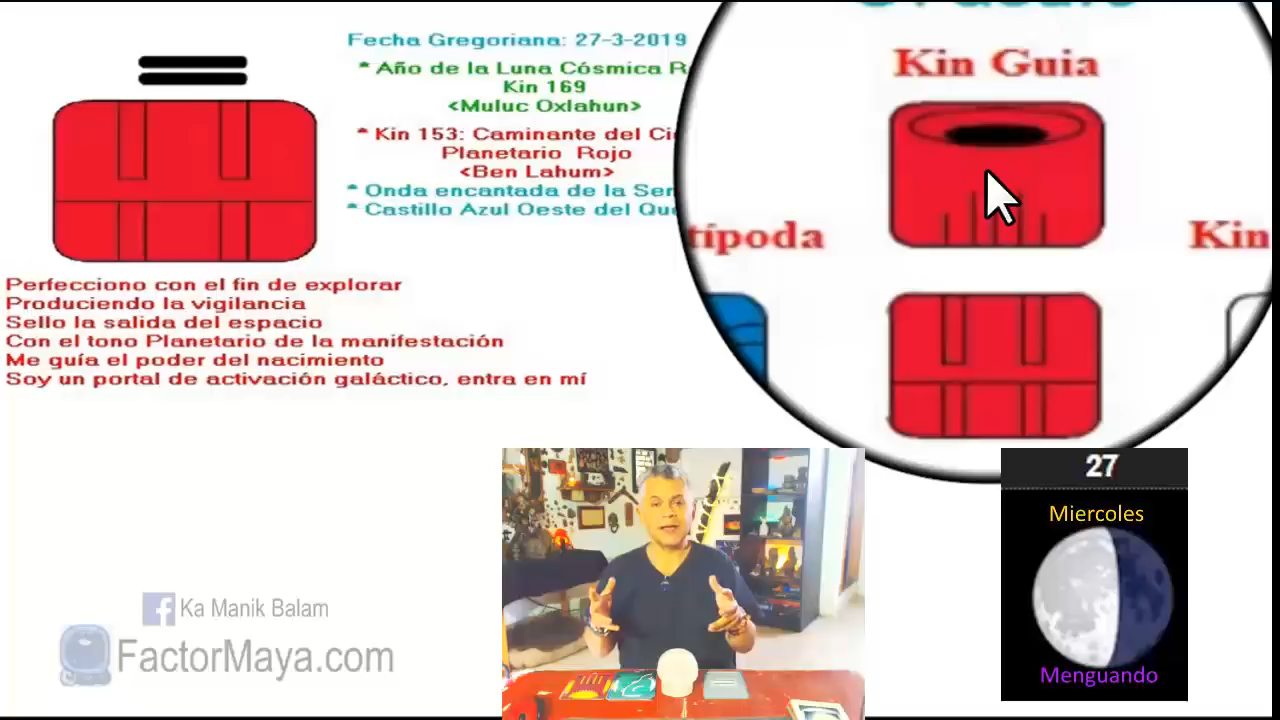 Fecha Gregoriana: 27-3-2019
* Año de la Luna Cósmica R
Kin 169
<Muluc Oxlahun>
* Kin 153: Caminante del Ci
Planetario Rojo
<Ben Lahum>
* Onda encantada de la Ser
* Castillo Azul Oeste del Qu
Perfecciono con el fin de explorar
Produciendo la vigilancia
Sello la salida del espacio
Con el tono Planetario de la manifestación
Me guía el poder del nacimiento
Soy un portal de activación galáctico, entra en mí
Kin Guia
típoda
Kin
27
Miercoles
Menguando
Ka Manik Balam
FactorMaya.com